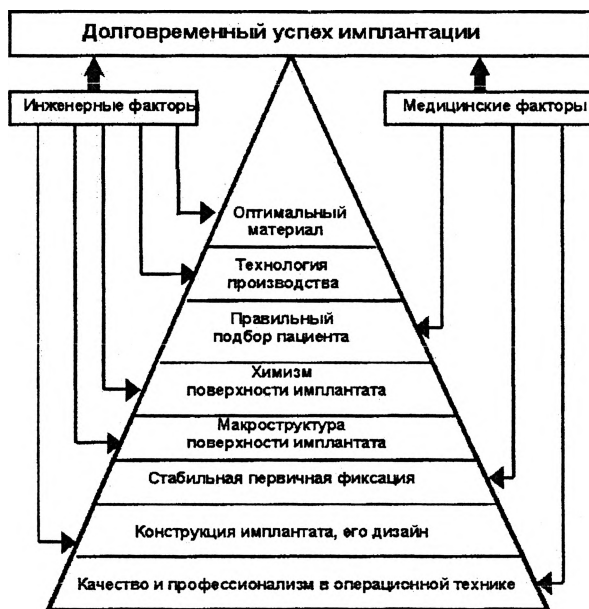 Долговременный успех имплантации
Инженерные факторы
Медицинские факторы
Оптимальный
материал
Технология
производства
Правильный
подбор пациента
Химизм
поверхности имплантата
Макроструктура
поверхности имплантата
Стабильная первичная фиксация
Конструкция имплантата, его дизайн
Качество и профессионализм в операционной технике